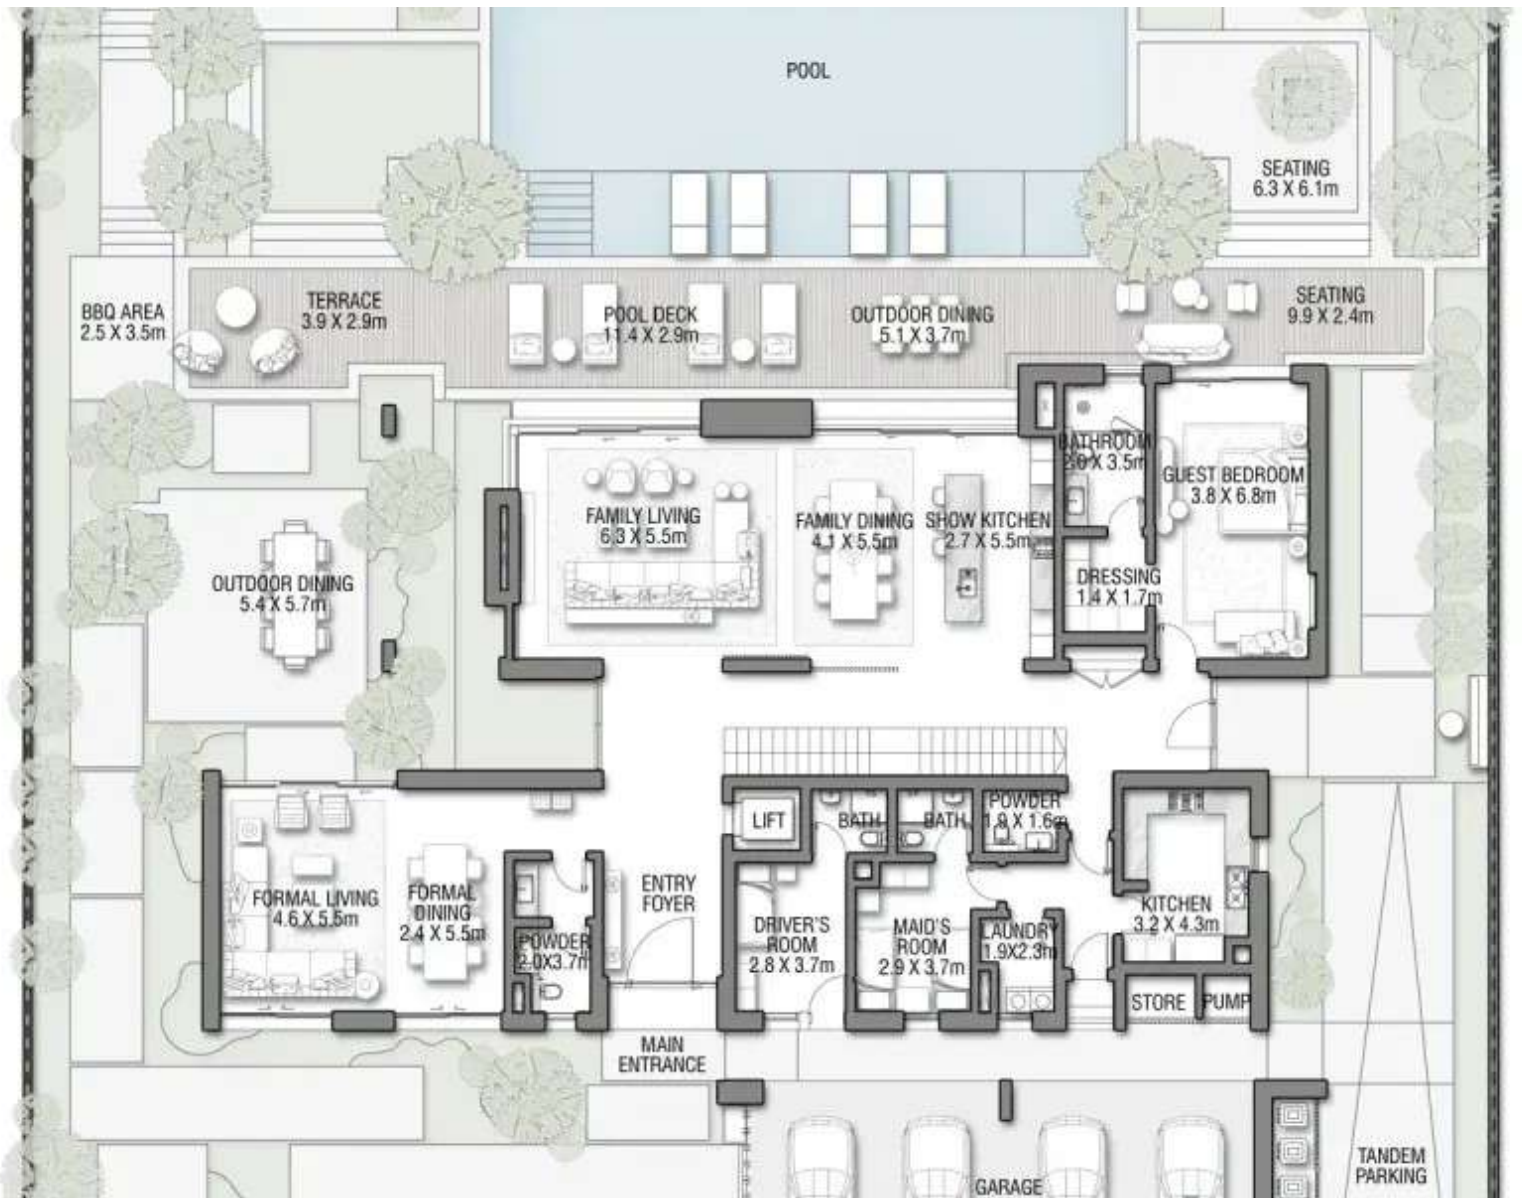 POOL
SEATING
6.3 X 6.1m
BBQ AREA
2.5 X 3.5m
TERRACE
3.9 X 2.9m
POOL DECK
11.4 X 2.9m
OUTDOOR DINING
5.1 X 3.7m
SEATING
9.9 X 2.4m
BATHROOM
2.0 X 3.5m
GUEST BEDROOM
3.8 X 6.8m
FAMILY LIVING
6.3 X 5.5m
FAMILY DINING
4.1 X 5.5m
SHOW KITCHEN
2.7 X 5.5m
OUTDOOR DINING
5.4 X 5.7m
DRESSING
1.4 X 1.7m
LIFT
BATH
BATH
POWDER
1.9 X 1.6m
FORMAL LIVING
4.6 X 5.5m
FORMAL
DINING
2.4 X 5.5m
POWDER
2.0X3.7m
ENTRY
FOYER
DRIVER'S
ROOM
2.8 X 3.7m
MAID'S
ROOM
2.9 X 3.7m
LAUNDRY
1.9X2.3m
KITCHEN
3.2 X 4.3m
STORE
PUMP
MAIN
ENTRANCE
GARAGE
TANDEM
PARKING